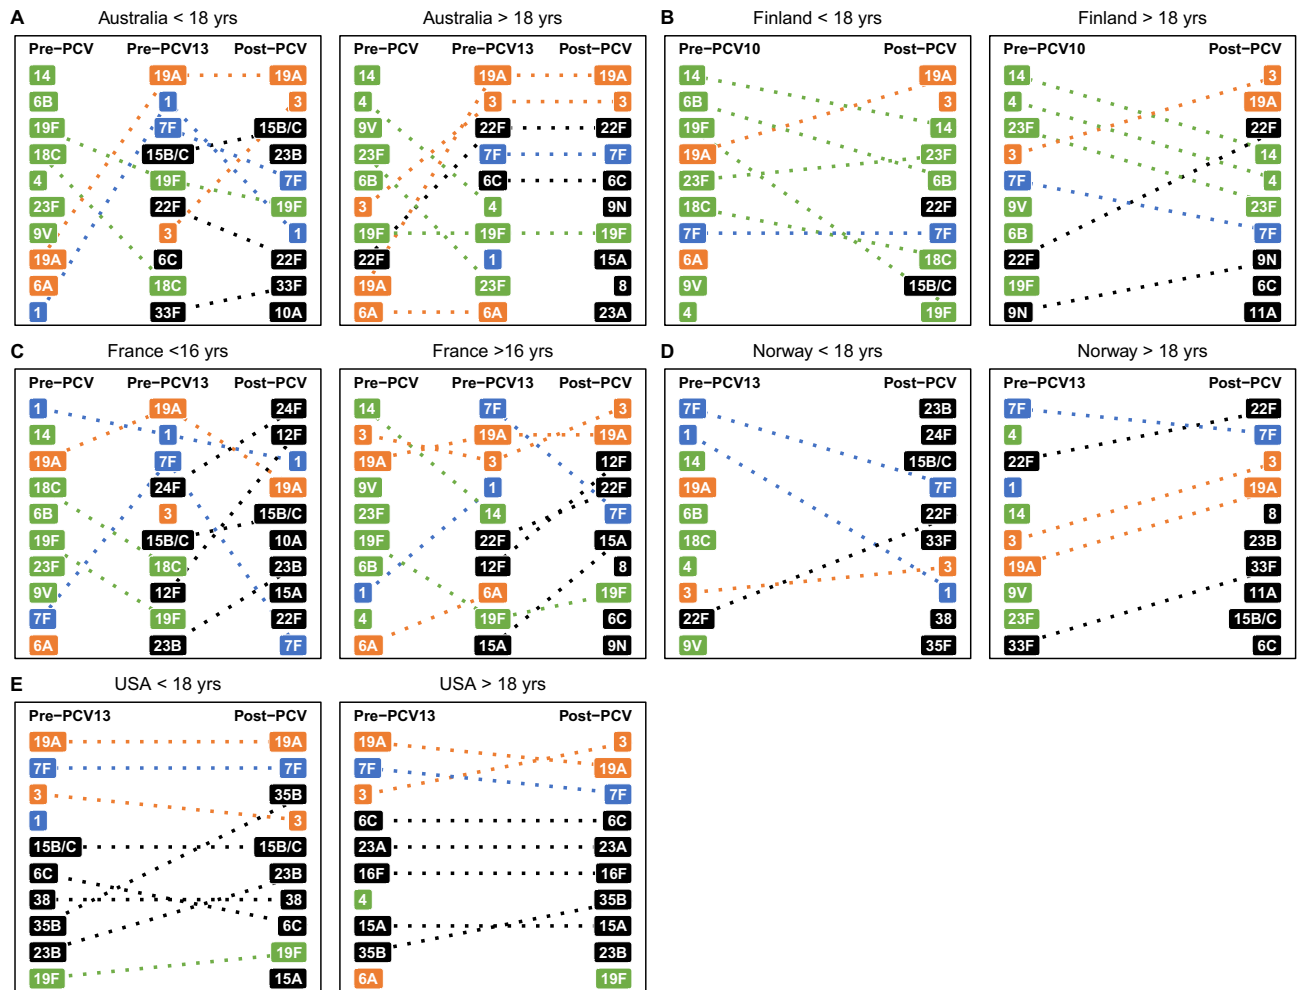 A Australia < 18 yrs Australia > 18 yrs B Finland < 18 yrs Finland > 18 yrs
Pre−PCV Pre−PCV13 Post−PCV Pre−PCV Pre−PCV13 Post−PCV Pre−PCV10 Post−PCV Pre−PCV10 Post−PCV
14 19A 19A 14 19A 19A 14 19A 14 3
6B 1 3 4 3 3 6B 3 4 19A
19F 7F 15B/C 9V 22F 22F 19F 14 23F 22F
18C 15B/C 23B 23F 7F 7F 19A 23F 3 14
4 19F 7F 6B 6C 6C 23F 6B 7F 4
23F 22F 19F 3 4 9N 18C 22F 9V 23F
9V 3 1 19F 19F 19F 7F 7F 6B 7F
19A 6C 22F 22F 1 15A 6A 18C 22F 9N
6A 18C 33F 19A 23F 8 9V 15B/C 19F 6C
1 33F 10A 6A 6A 23A 4 19F 9N 11A
C France <16 yrs France >16 yrs D Norway < 18 yrs Norway > 18 yrs
Pre−PCV Pre−PCV13 Post−PCV Pre−PCV Pre−PCV13 Post−PCV Pre−PCV13 Post−PCV Pre−PCV13 Post−PCV
1 19A 24F 14 7F 3 7F 23B 7F 22F
14 1 12F 3 19A 19A 1 24F 4 7F
19A 7F 1 19A 3 12F 14 15B/C 22F 3
18C 24F 19A 9V 1 22F 19A 7F 1 19A
6B 3 15B/C 23F 14 7F 6B 22F 14 8
19F 15B/C 10A 19F 22F 15A 18C 33F 3 23B
23F 18C 23B 6B 12F 8 4 3 19A 33F
9V 12F 15A 1 6A 19F 3 1 9V 11A
7F 19F 22F 4 19F 6C 22F 38 23F 15B/C
6A 23B 7F 6A 15A 9N 9V 35F 33F 6C
E USA < 18 yrs USA > 18 yrs
Pre−PCV13 Post−PCV Pre−PCV13 Post−PCV
19A 19A 19A 3
7F 7F 7F 19A
3 35B 3 7F
1 3 6C 6C
15B/C 15B/C 23A 23A
6C 23B 16F 16F
38 38 4 35B
35B 6C 15A 15A
23B 19F 35B 23B
19F 15A 6A 19F